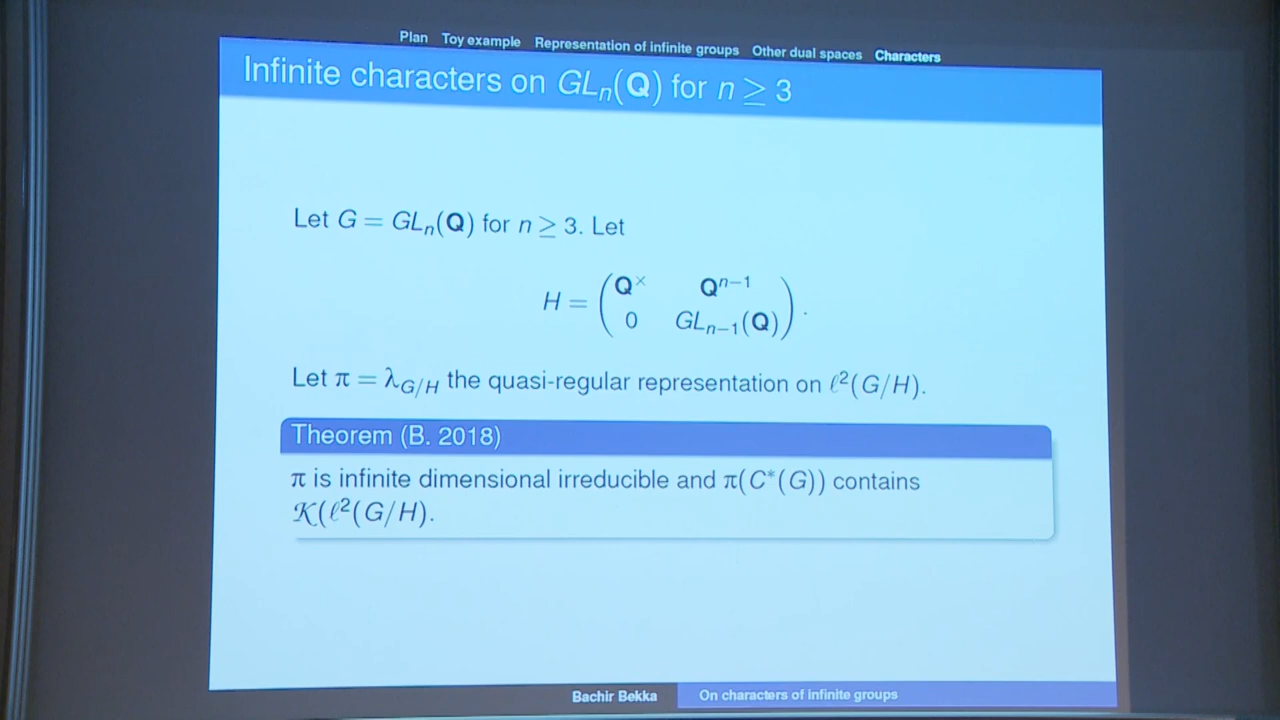 Plan Toy example Representation of infinite groups Other dual spaces Characters
Infinite characters on GLₙ(Q) for n ≥ 3
Let G = GLₙ(Q) for n ≥ 3. Let
H = ( Q× Qⁿ⁻¹
0 GLₙ₋₁(Q) ) .
Let π = λ_{G/H} the quasi-regular representation on ℓ²(G/H).
Theorem (B. 2018)
π is infinite dimensional irreducible and π(C*(G)) contains
𝒦(ℓ²(G/H).
Bachir Bekka On characters of infinite groups